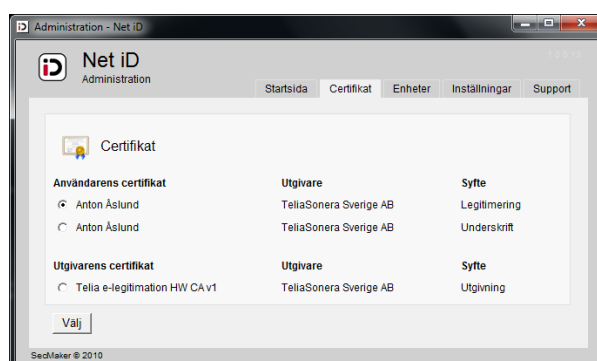 Administration - Net iD
Net iD
Administration
Startsida Certifikat Enheter Inställningar Support
Certifikat
Användarens certifikat Utgivare Syfte
Anton Åslund TeliaSonera Sverige AB Legitimering
Anton Åslund TeliaSonera Sverige AB Underskrift
Utgivarens certifikat Utgivare Syfte
Telia e-legitimation HW CA v1 TeliaSonera Sverige AB Utgivning
Välj
SecMaker © 2010